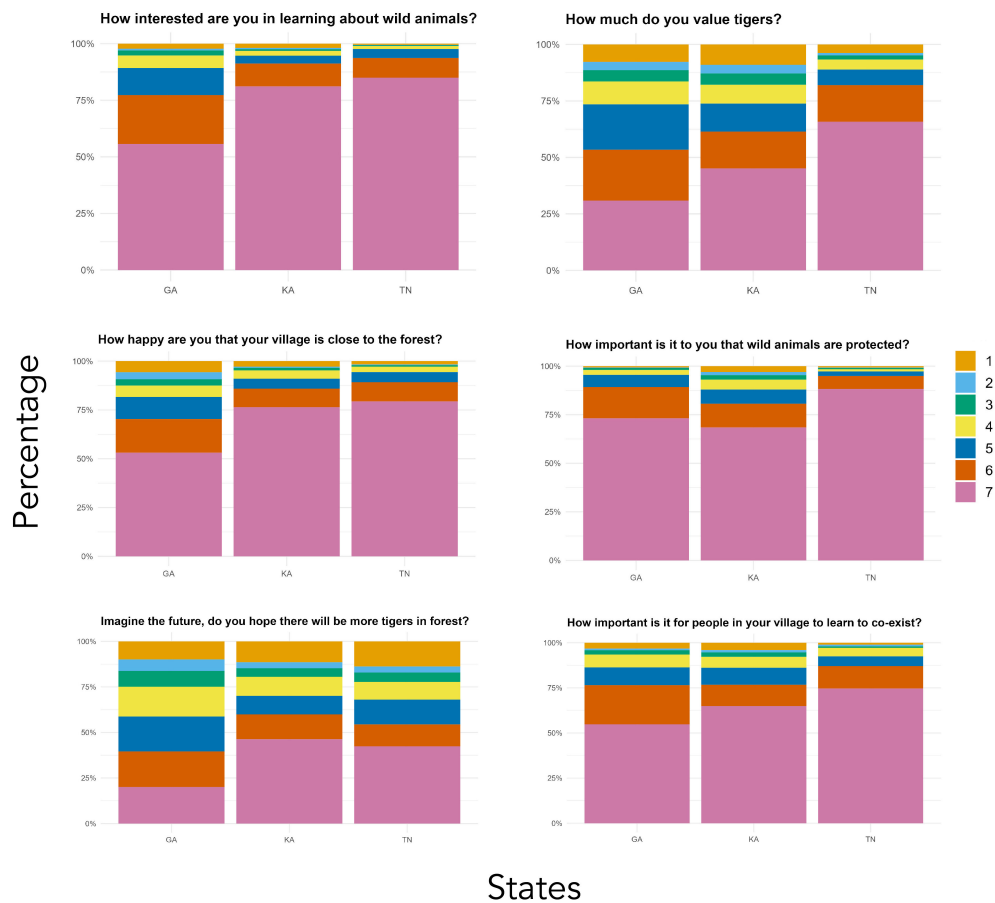 How interested are you in learning about wild animals?
100%
75%
50%
25%
0%
GA KA TN
How much do you value tigers?
100%
75%
50%
25%
0%
GA KA TN
How happy are you that your village is close to the forest?
100%
75%
50%
25%
0%
GA KA TN
How important is it to you that wild animals are protected?
100%
75%
50%
25%
0%
GA KA TN
Imagine the future, do you hope there will be more tigers in forest?
100%
75%
50%
25%
0%
GA KA TN
How important is it for people in your village to learn to co-exist?
100%
75%
50%
25%
0%
GA KA TN
Percentage
States
1
2
3
4
5
6
7